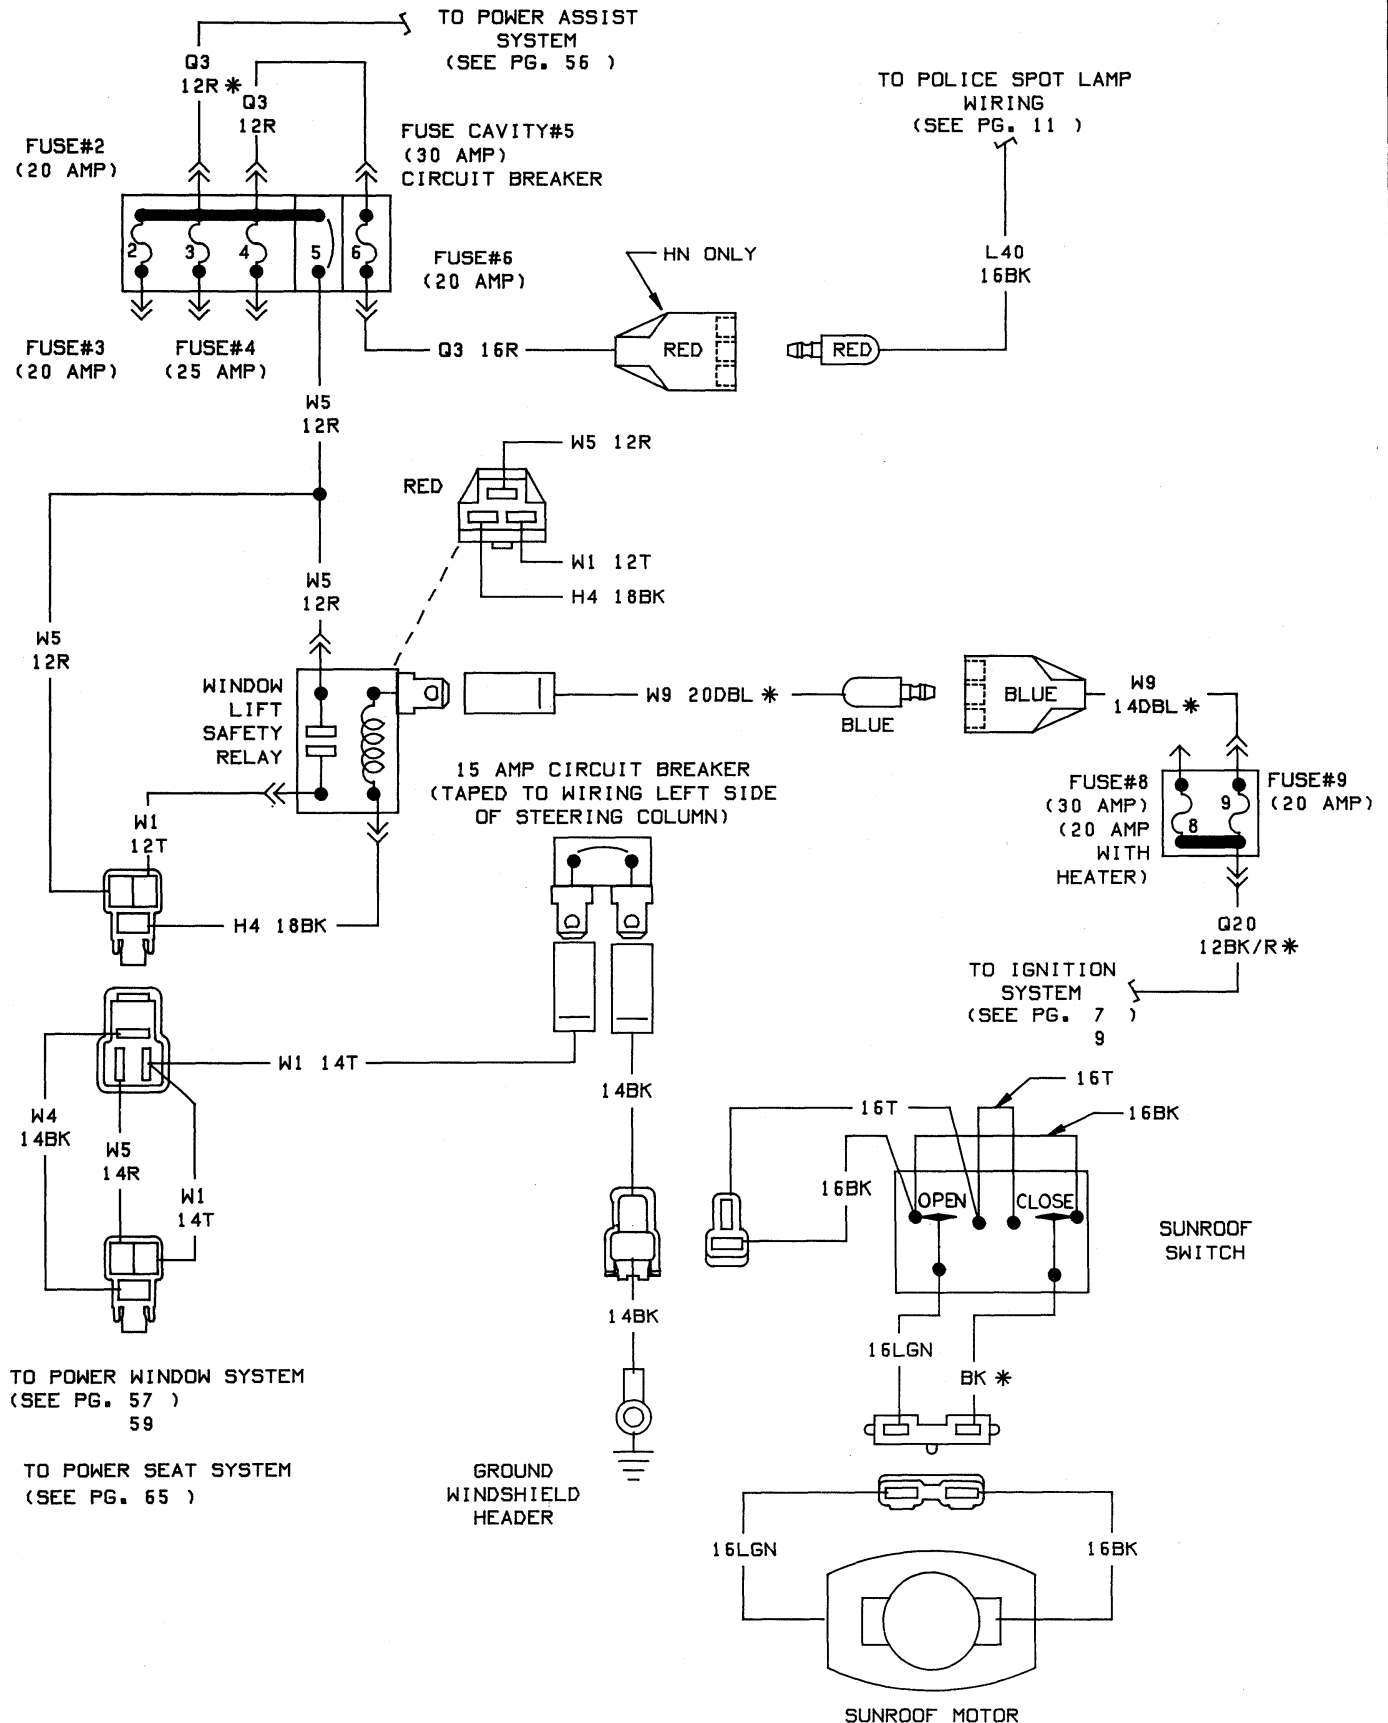 TO POWER ASSIST
SYSTEM
(SEE PG. 56 )
Q3
12R*
Q3
12R
TO POLICE SPOT LAMP
WIRING
(SEE PG. 11 )
FUSE#2
(20 AMP)
FUSE CAVITY#5
(30 AMP)
CIRCUIT BREAKER
2
3
4
5
6
FUSE#6
(20 AMP)
HN ONLY
L40
16BK
FUSE#3
(20 AMP)
FUSE#4
(25 AMP)
Q3 16R
RED
RED
W5
12R
W5 12R
RED
W1 12T
H4 18BK
W5
12R
W5
12R
WINDOW
LIFT
SAFETY
RELAY
W9 20DBL*
BLUE
BLUE
W9
14DBL*
15 AMP CIRCUIT BREAKER
(TAPED TO WIRING LEFT SIDE
OF STEERING COLUMN)
FUSE#8
(30 AMP)
(20 AMP
WITH
HEATER)
8
9
FUSE#9
(20 AMP)
W1
12T
H4 18BK
Q20
12BK/R*
TO IGNITION
SYSTEM
(SEE PG. 7 )
9
W1 14T
14BK
16T
16T
16BK
W4
14BK
W5
14R
W1
14T
16BK
OPEN
CLOSE
SUNROOF
SWITCH
14BK
16LGN
BK*
TO POWER WINDOW SYSTEM
(SEE PG. 57 )
59
TO POWER SEAT SYSTEM
(SEE PG. 65 )
GROUND
WINDSHIELD
HEADER
16LGN
16BK
SUNROOF MOTOR